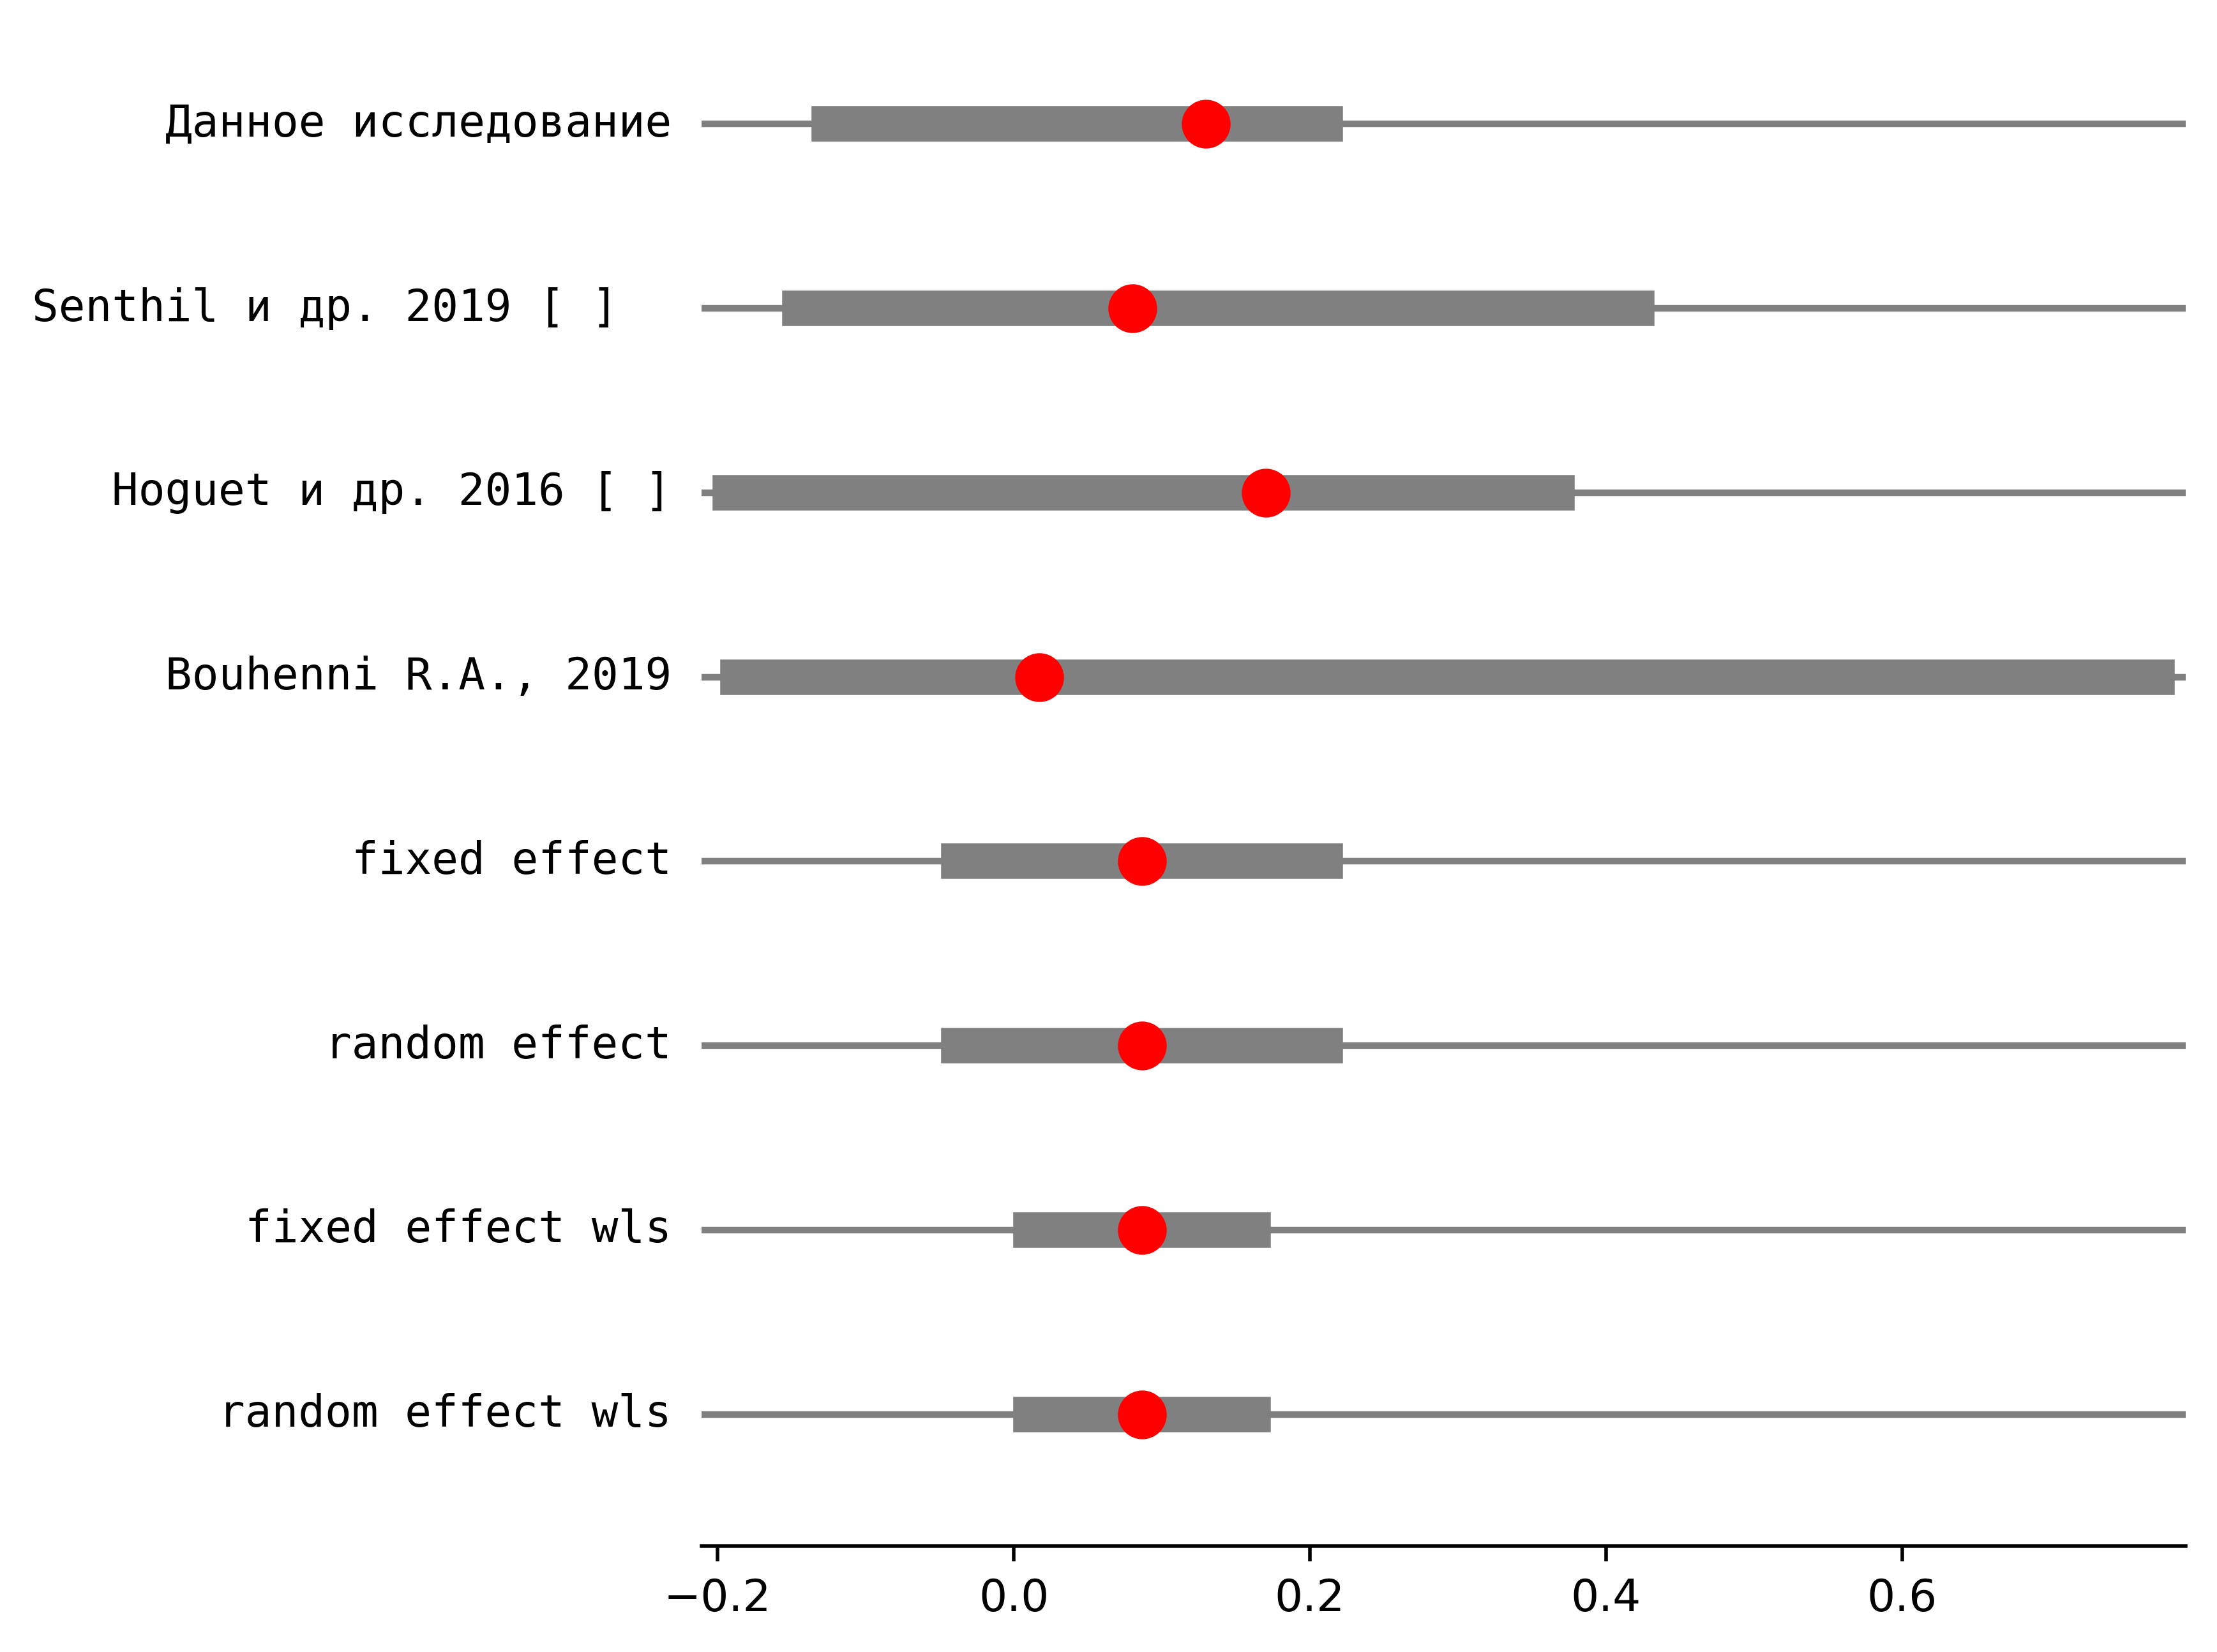 Данное исследование
Senthil и др. 2019 [ ]
Hoguet и др. 2016 [ ]
Bouhenni R.A., 2019
fixed effect
random effect
fixed effect wls
random effect wls
−0.2 0.0 0.2 0.4 0.6